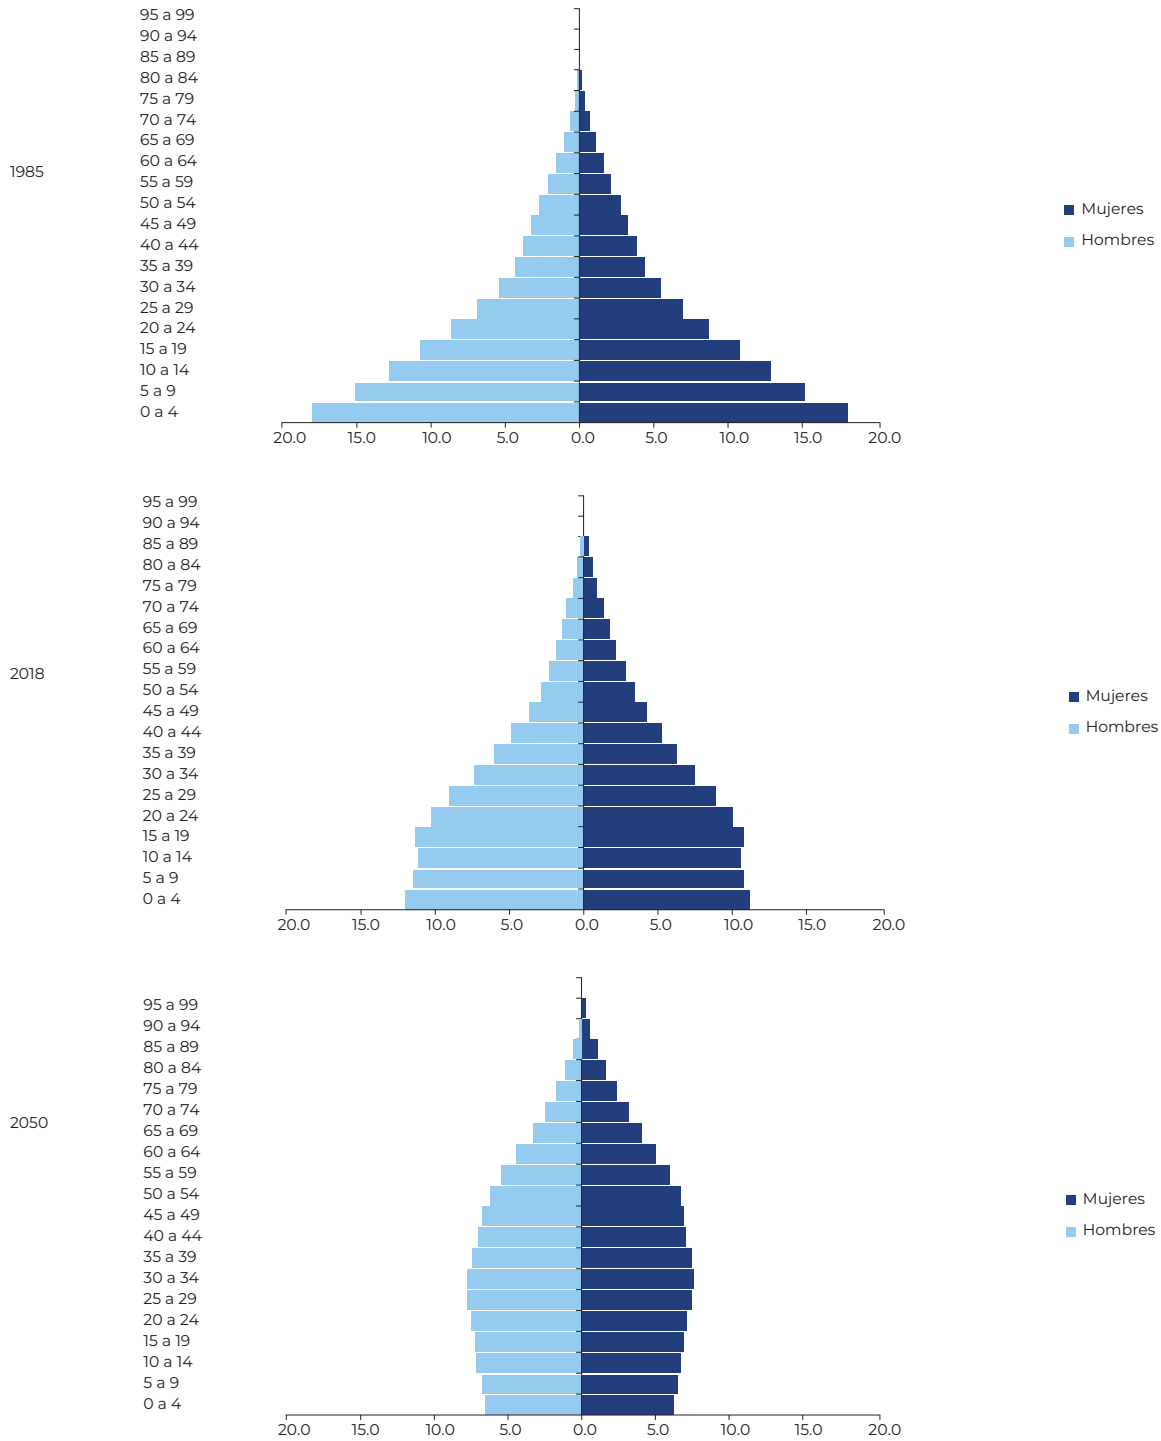 1985
95 a 99
90 a 94
85 a 89
80 a 84
75 a 79
70 a 74
65 a 69
60 a 64
55 a 59
50 a 54
45 a 49
40 a 44
35 a 39
30 a 34
25 a 29
20 a 24
15 a 19
10 a 14
5 a 9
0 a 4
20.0 15.0 10.0 5.0 0.0 5.0 10.0 15.0 20.0
Mujeres
Hombres
2018
95 a 99
90 a 94
85 a 89
80 a 84
75 a 79
70 a 74
65 a 69
60 a 64
55 a 59
50 a 54
45 a 49
40 a 44
35 a 39
30 a 34
25 a 29
20 a 24
15 a 19
10 a 14
5 a 9
0 a 4
20.0 15.0 10.0 5.0 0.0 5.0 10.0 15.0 20.0
Mujeres
Hombres
2050
95 a 99
90 a 94
85 a 89
80 a 84
75 a 79
70 a 74
65 a 69
60 a 64
55 a 59
50 a 54
45 a 49
40 a 44
35 a 39
30 a 34
25 a 29
20 a 24
15 a 19
10 a 14
5 a 9
0 a 4
20.0 15.0 10.0 5.0 0.0 5.0 10.0 15.0 20.0
Mujeres
Hombres